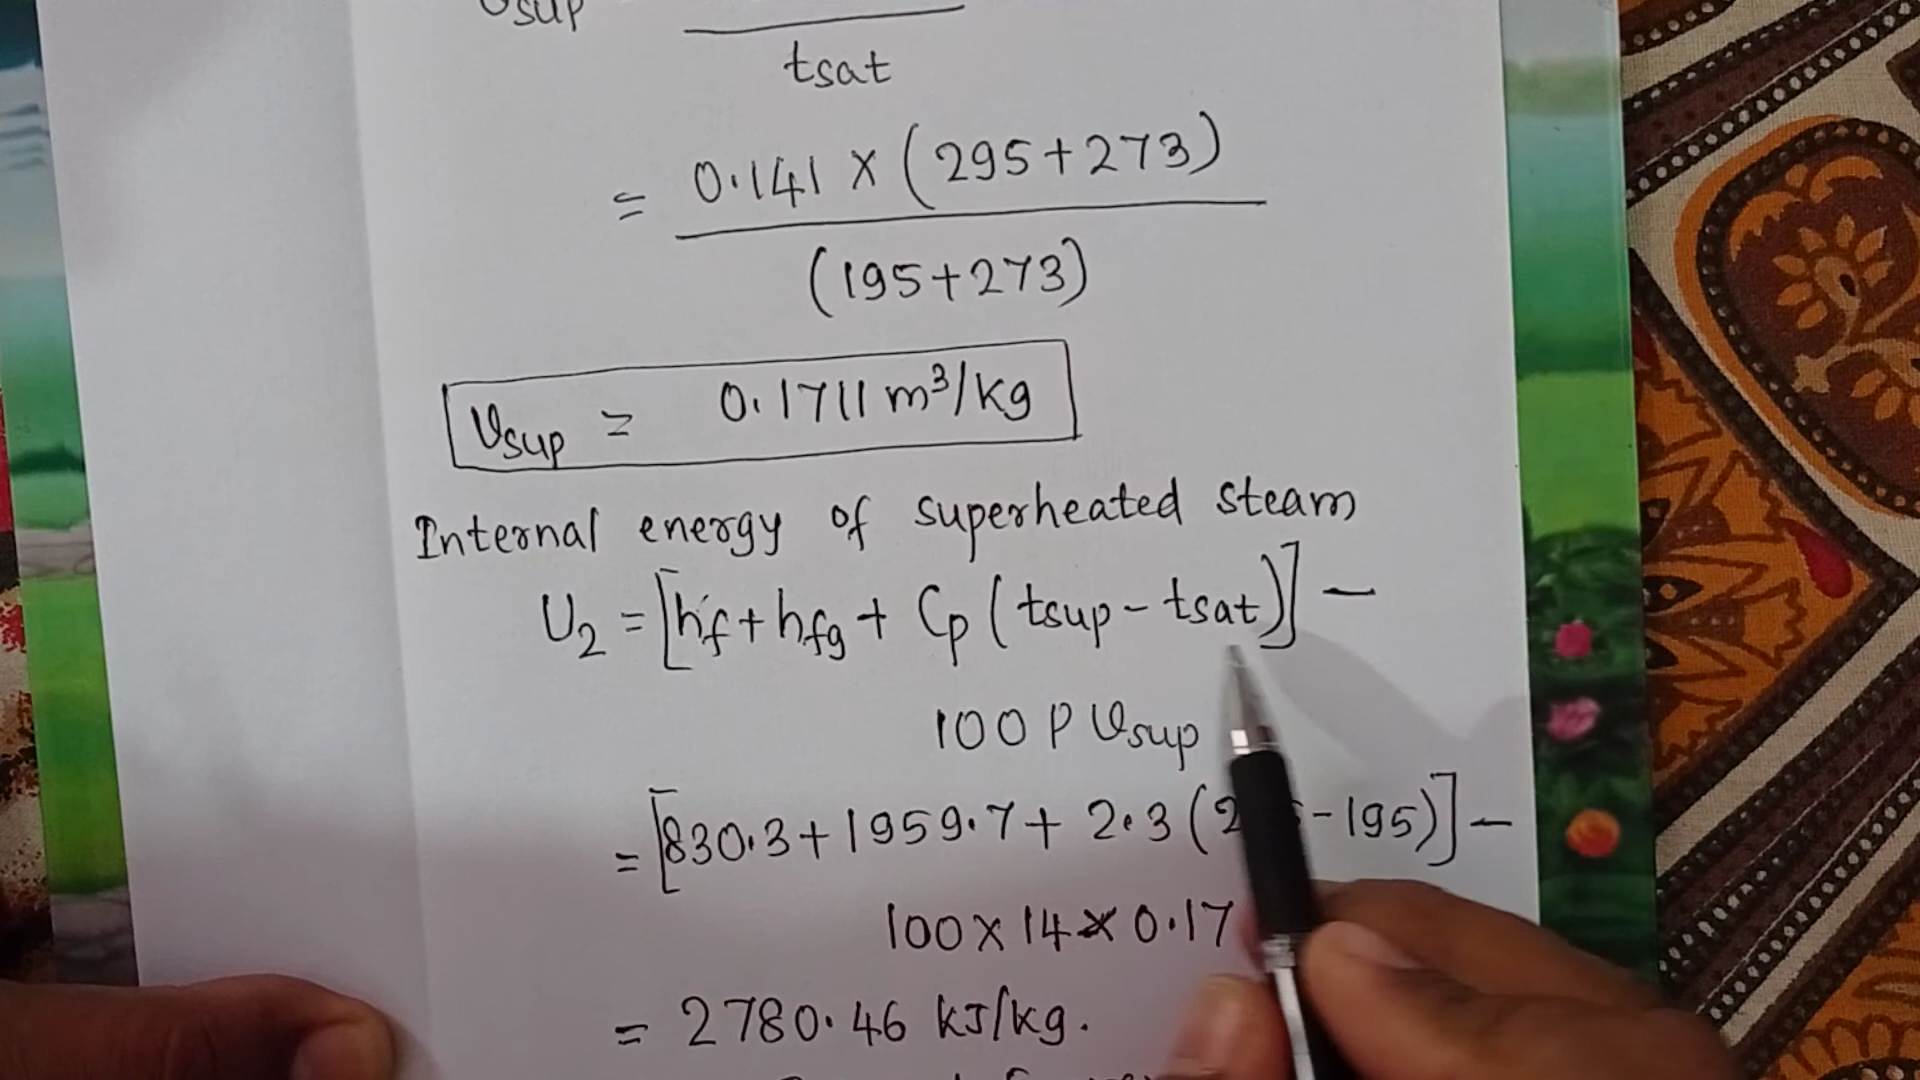 sup
tsat
= 0.141 x (295+273)
(195+273)
Vsup = 0.1711 m³/kg
Internal energy of superheated steam
U₂ = [hf + hfg + Cp (tsup - tsat)] -
100 P Vsup
= [830.3 + 1959.7 + 2.3 (2 - 195)] -
100 x 14 x 0.17
= 2780.46 kJ/kg.